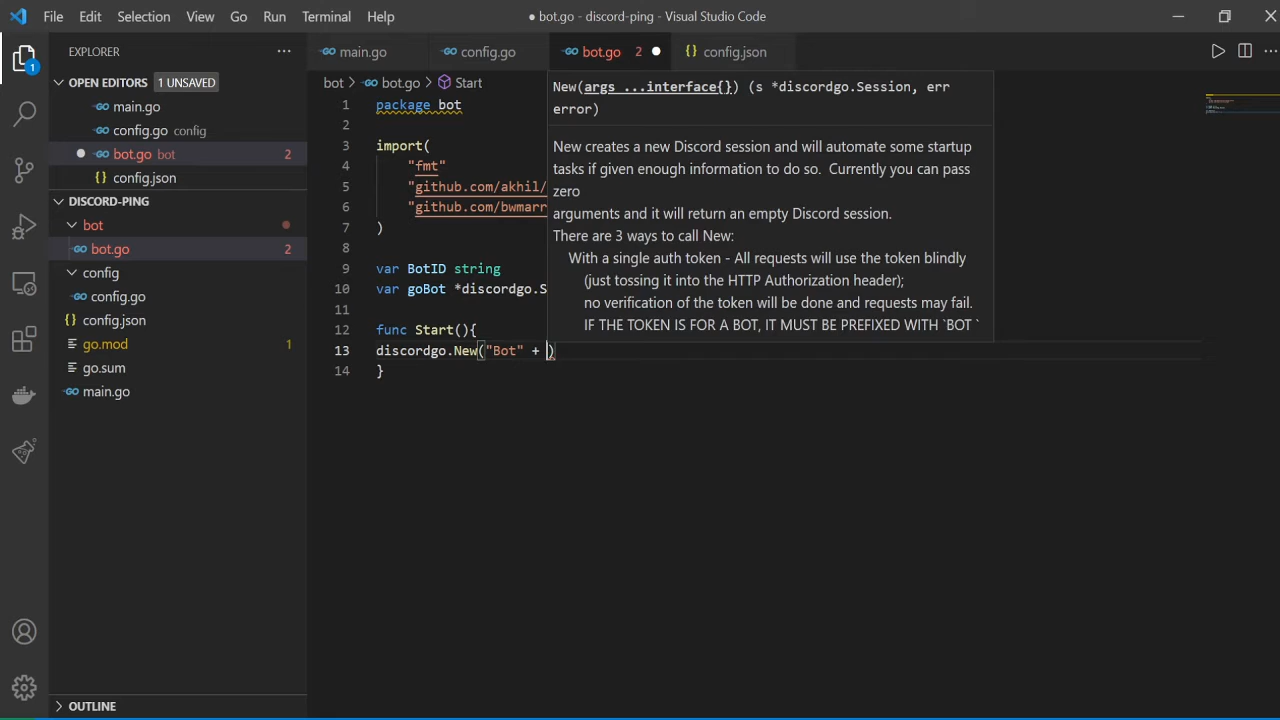 File Edit Selection View Go Run Terminal Help
● bot.go - discord-ping - Visual Studio Code
EXPLORER
OPEN EDITORS 1 UNSAVED
main.go
config.go config
bot.go bot 2
config.json
DISCORD-PING
bot
bot.go 2
config
config.go
config.json
go.mod 1
go.sum
main.go
OUTLINE
1
main.go config.go bot.go 2 config.json
bot > bot.go > Start
1 package bot
2
3 import(
4 "fmt"
5 "github.com/akhil/
6 "github.com/bwmarr
7 )
8
9 var BotID string
10 var goBot *discordgo.S
11
12 func Start(){
13 discordgo.New("Bot" + )
14 }
New(args ...interface{}) (s *discordgo.Session, err
error)
New creates a new Discord session and will automate some startup
tasks if given enough information to do so. Currently you can pass
zero
arguments and it will return an empty Discord session.
There are 3 ways to call New:
With a single auth token - All requests will use the token blindly
(just tossing it into the HTTP Authorization header);
no verification of the token will be done and requests may fail.
IF THE TOKEN IS FOR A BOT, IT MUST BE PREFIXED WITH `BOT `